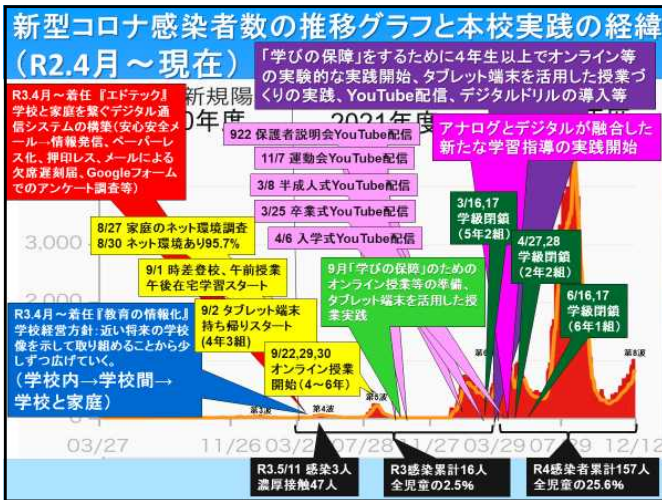 新型コロナ感染者数の推移グラフと本校実践の経緯
(R2.4月～現在)
「学びの保障」をするために4年生以上でオンライン等
の実験的な実践開始、タブレット端末を活用した授業づ
くりの実践、YouTube配信、デジタルドリルの導入等
R3.4月～着任『エドテック』
学校と家庭を繋ぐデジタル通
信システムの構築(安心安全メ
ール→情報発信、ペーパーレ
ス化、押印レス、メールによる
欠席遅刻届、Googleフォーム
でのアンケート調査等)
新規陽
0年度
2021年度
922 保護者説明会YouTube配信
11/7 運動会YouTube配信
3/8 半成人式YouTube配信
3/25 卒業式YouTube配信
4/6 入学式YouTube配信
アナログとデジタルが融合した
新たな学習指導の実践開始
3/16,17
学級閉鎖
(5年2組)
4/27,28
学級閉鎖
(2年2組)
6/16,17
学級閉鎖
(6年1組)
3,000
8/27 家庭のネット環境調査
8/30 ネット環境あり95.7%
9/1 時差登校、午前授業
午後在宅学習スタート
9/2 タブレット端末
持ち帰りスタート
(4年3組)
9月「学びの保障」のための
オンライン授業等の準備、
タブレット端末を活用した授
業実践
R3.4月～着任『教育の情報化』
学校経営方針:近い将来の学校
像を示して取り組めることから少
しずつ広げていく。
(学校内→学校間→
学校と家庭)
9/22,29,30
オンライン授業
開始(4～6年)
第3波
第4波
第5波
第8波
03/27
11/26
03/2
07/28
11/27
03/29
07/29
12/12
R3.5/11 感染3人
濃厚接触47人
R3感染累計16人
全児童の2.5%
R4感染者累計157人
全児童の25.6%